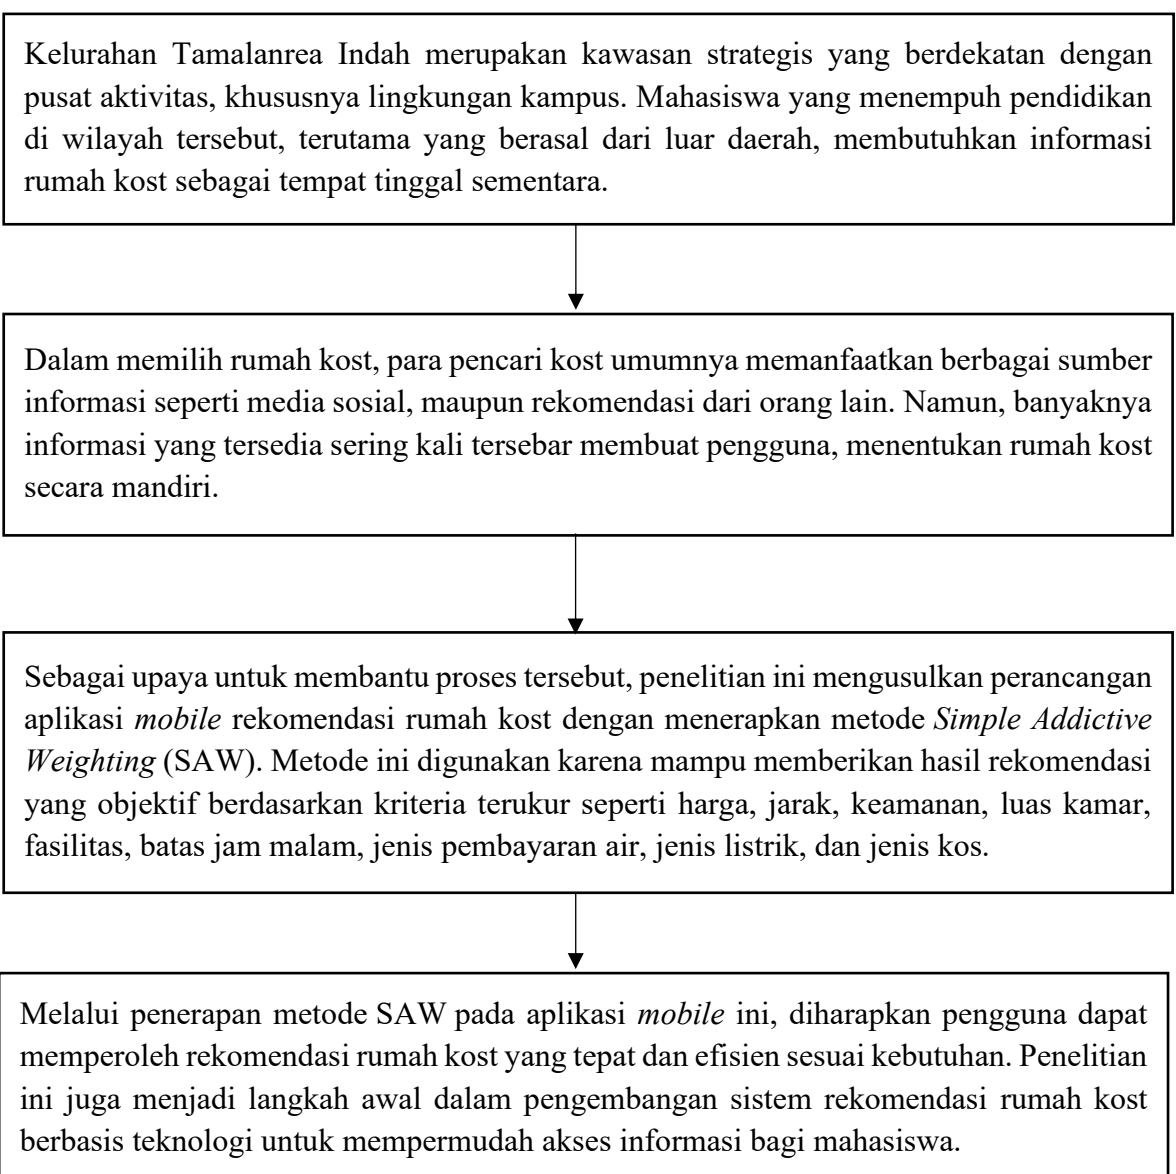 Kelurahan Tamalanrea Indah merupakan kawasan strategis yang berdekatan dengan
pusat aktivitas, khususnya lingkungan kampus. Mahasiswa yang menempuh pendidikan
di wilayah tersebut, terutama yang berasal dari luar daerah, membutuhkan informasi
rumah kost sebagai tempat tinggal sementara.
Dalam memilih rumah kost, para pencari kost umumnya memanfaatkan berbagai sumber
informasi seperti media sosial, maupun rekomendasi dari orang lain. Namun, banyaknya
informasi yang tersedia sering kali tersebar membuat pengguna, menentukan rumah kost
secara mandiri.
Sebagai upaya untuk membantu proses tersebut, penelitian ini mengusulkan perancangan
aplikasi mobile rekomendasi rumah kost dengan menerapkan metode Simple Addictive
Weighting (SAW). Metode ini digunakan karena mampu memberikan hasil rekomendasi
yang objektif berdasarkan kriteria terukur seperti harga, jarak, keamanan, luas kamar,
fasilitas, batas jam malam, jenis pembayaran air, jenis listrik, dan jenis kos.
Melalui penerapan metode SAW pada aplikasi mobile ini, diharapkan pengguna dapat
memperoleh rekomendasi rumah kost yang tepat dan efisien sesuai kebutuhan. Penelitian
ini juga menjadi langkah awal dalam pengembangan sistem rekomendasi rumah kost
berbasis teknologi untuk mempermudah akses informasi bagi mahasiswa.